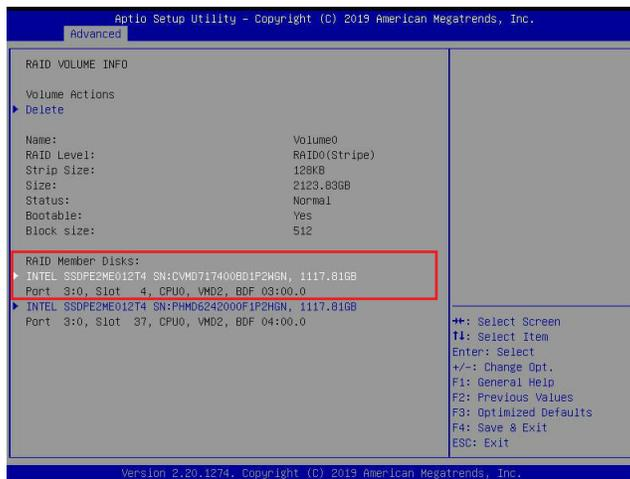 Aptio Setup Utility – Copyright (C) 2019 American Megatrends, Inc.
Advanced
RAID VOLUME INFO
Volume Actions
Delete
Name: Volume0
RAID Level: RAID0(Stripe)
Strip Size: 128KB
Size: 2123.83GB
Status: Normal
Bootable: Yes
Block size: 512
RAID Member Disks:
INTEL SSDPE2ME012T4 SN:CVMD717400BD1P2WGN, 1117.81GB
Port 3:0, Slot 4, CPU0, VMD2, BDF 03:00.0
INTEL SSDPE2ME012T4 SN:PHMD6242000F1P2HGN, 1117.81GB
Port 3:0, Slot 37, CPU0, VMD2, BDF 04:00.0
→←: Select Screen
↑↓: Select Item
Enter: Select
+/-: Change Opt.
F1: General Help
F2: Previous Values
F3: Optimized Defaults
F4: Save & Exit
ESC: Exit
Version 2.20.1274. Copyright (C) 2019 American Megatrends, Inc.